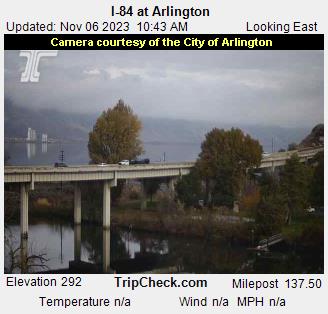 I-84 at Arlington
Updated: Nov 06 2023 10:43 AM Looking East
Camera courtesy of the City of Arlington
Elevation 292 TripCheck.com Milepost 137.50
Temperature n/a Wind n/a MPH n/a